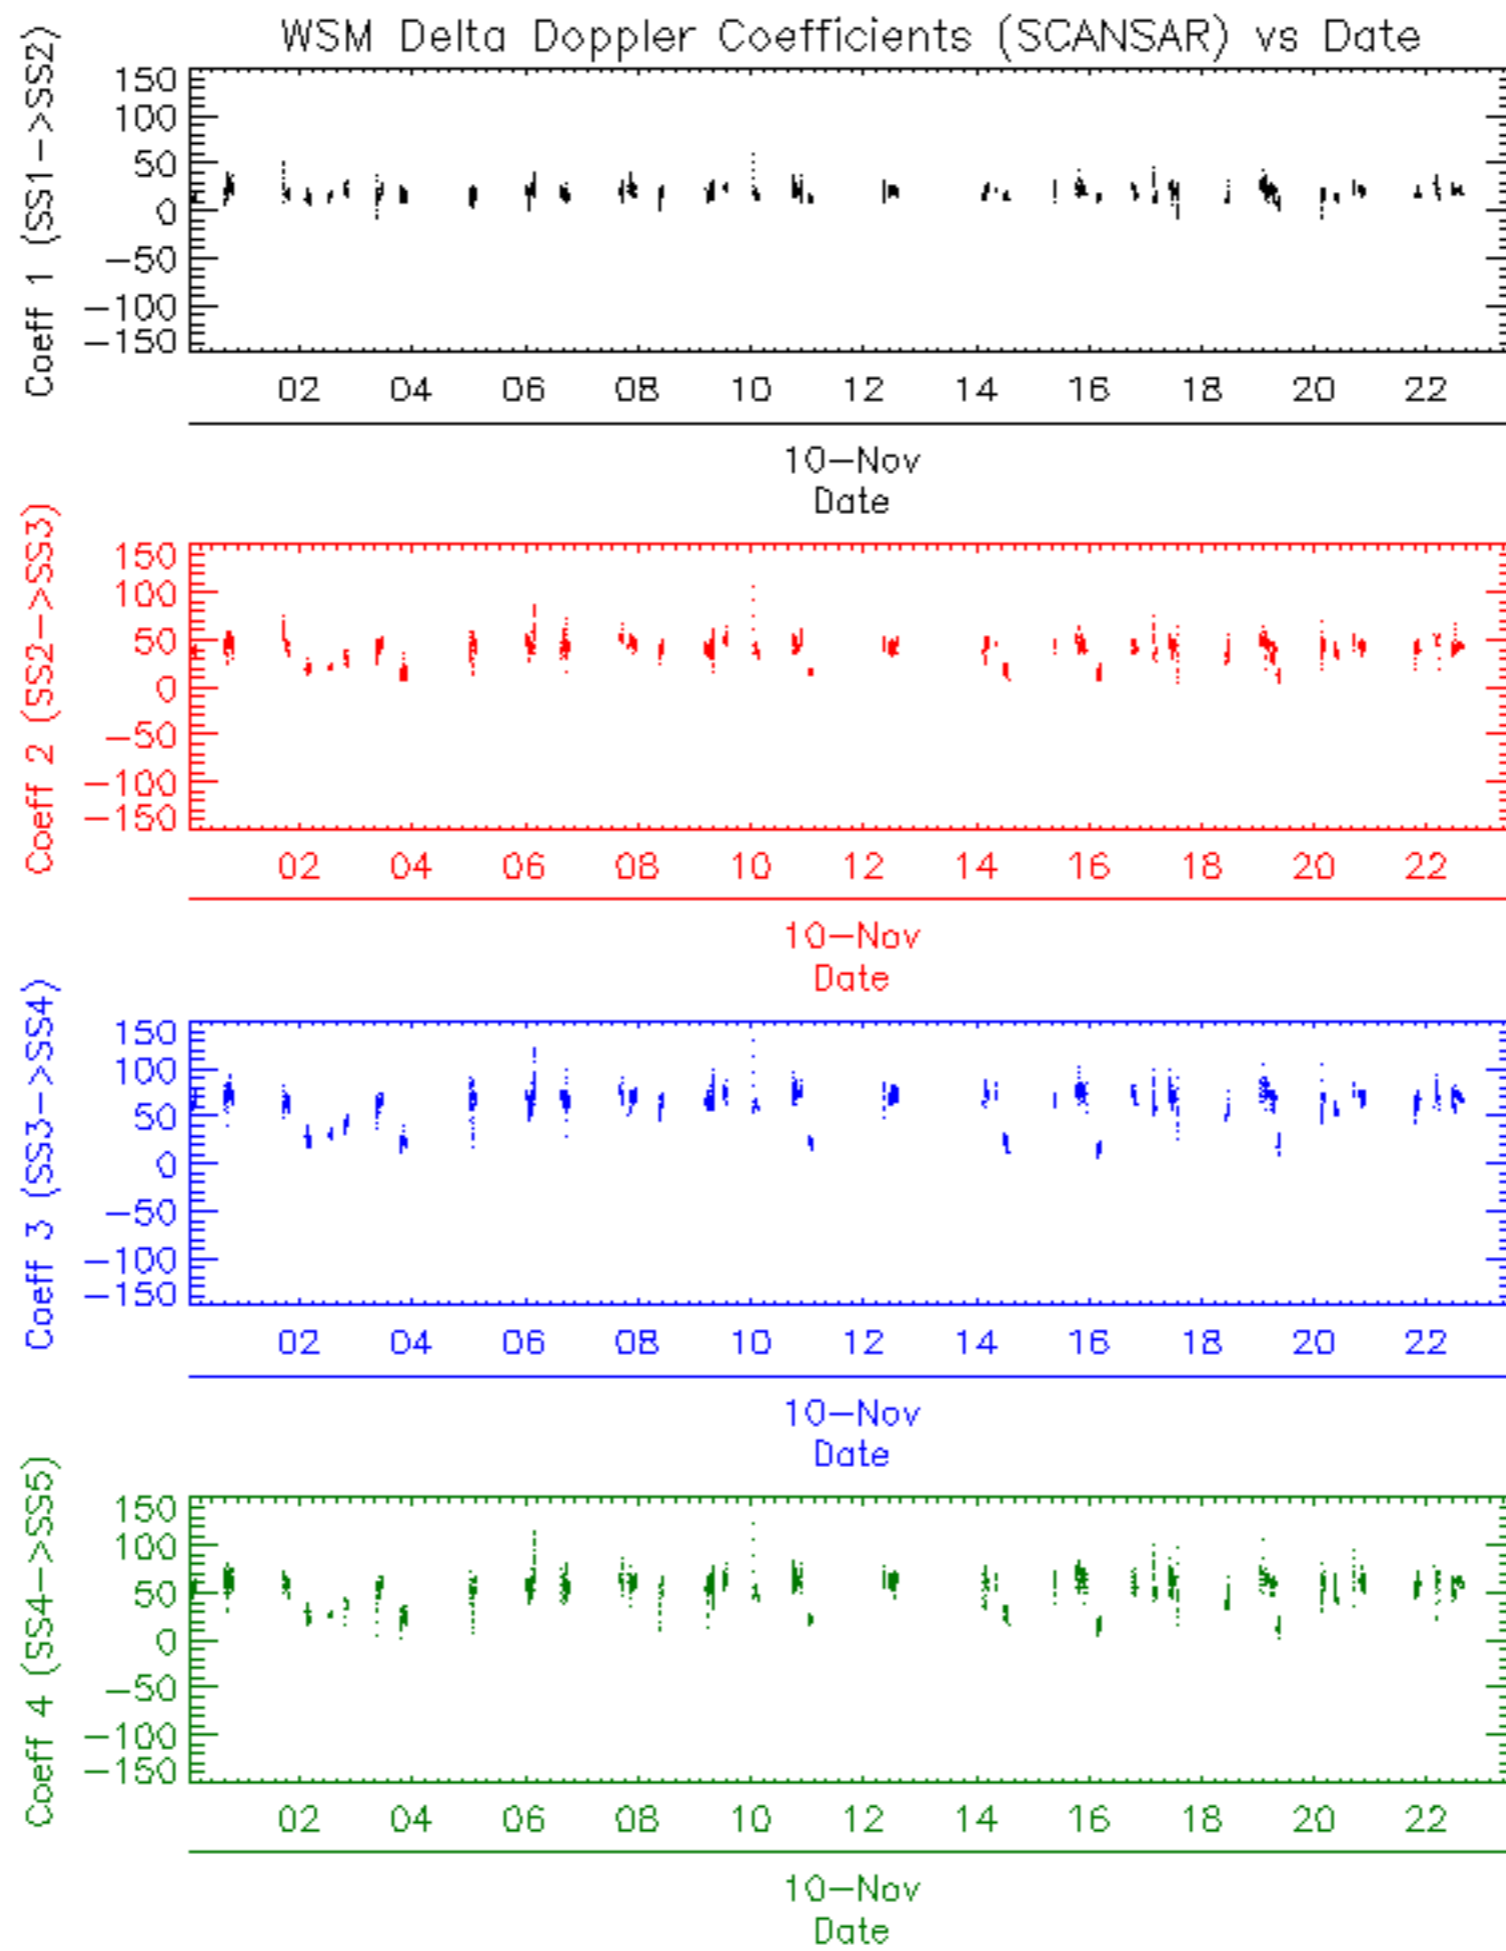 WSM Delta Doppler Coefficients (SCANSAR) vs Date
Coeff 1 (SS1->SS2)
150
100
50
0
-50
-100
-150
02 04 06 08 10 12 14 16 18 20 22
10-Nov
Date
Coeff 2 (SS2->SS3)
150
100
50
0
-50
-100
-150
02 04 06 08 10 12 14 16 18 20 22
10-Nov
Date
Coeff 3 (SS3->SS4)
150
100
50
0
-50
-100
-150
02 04 06 08 10 12 14 16 18 20 22
10-Nov
Date
Coeff 4 (SS4->SS5)
150
100
50
0
-50
-100
-150
02 04 06 08 10 12 14 16 18 20 22
10-Nov
Date